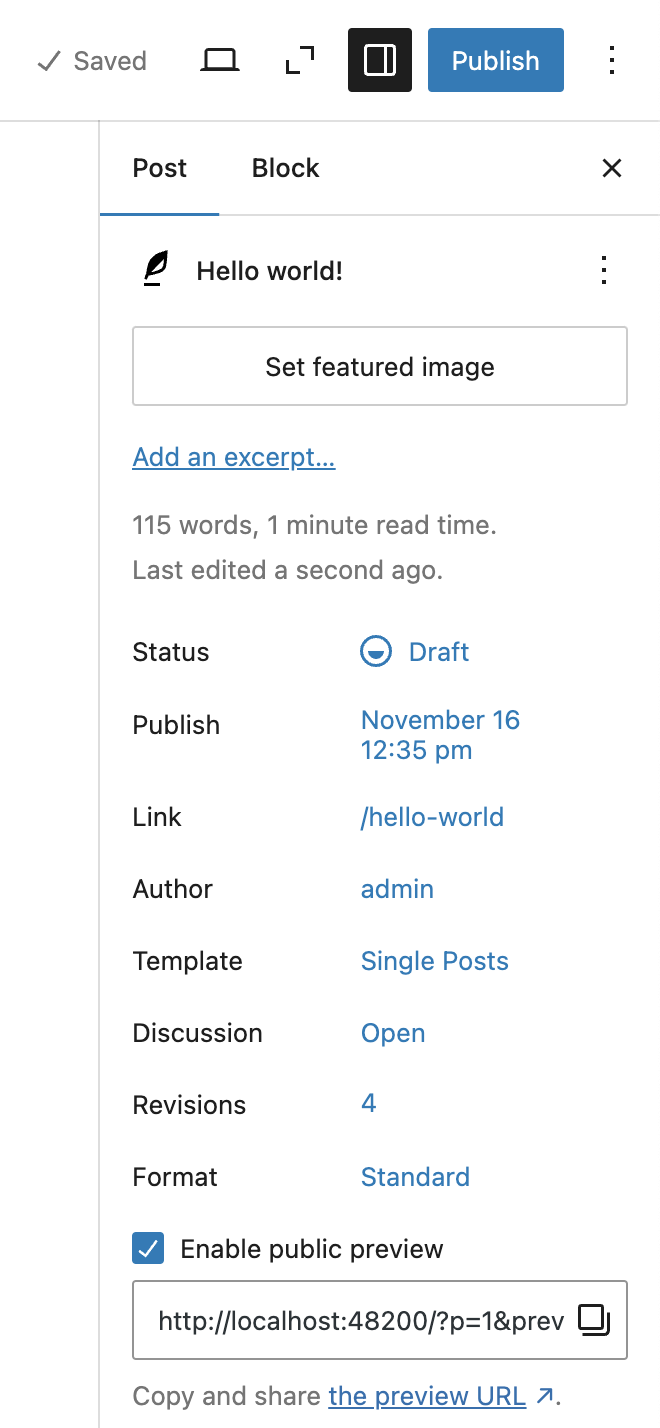 Saved
Publish
Post Block
Hello world!
Set featured image
Add an excerpt...
115 words, 1 minute read time.
Last edited a second ago.
Status Draft
Publish November 16
12:35 pm
Link /hello-world
Author admin
Template Single Posts
Discussion Open
Revisions 4
Format Standard
Enable public preview
http://localhost:48200/?p=1&prev
Copy and share the preview URL ↗.